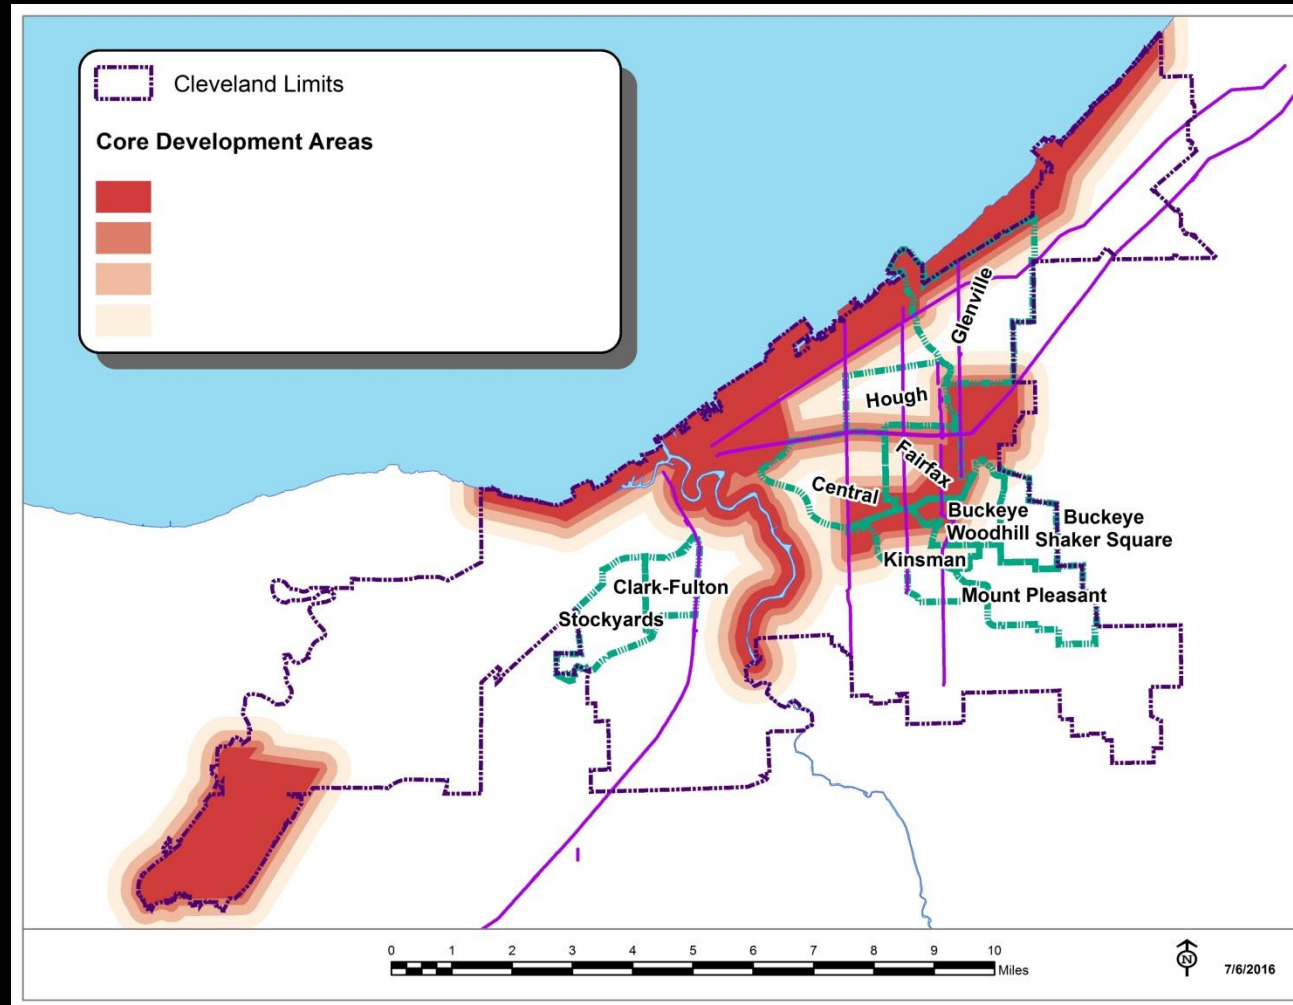 Cleveland Limits
Core Development Areas
Glenville
Hough
Fairfax
Central
Buckeye
Woodhill
Buckeye
Shaker Square
Kinsman
Mount Pleasant
Clark-Fulton
Stockyards
0 1 2 3 4 5 6 7 8 9 10
Miles
N
7/6/2016